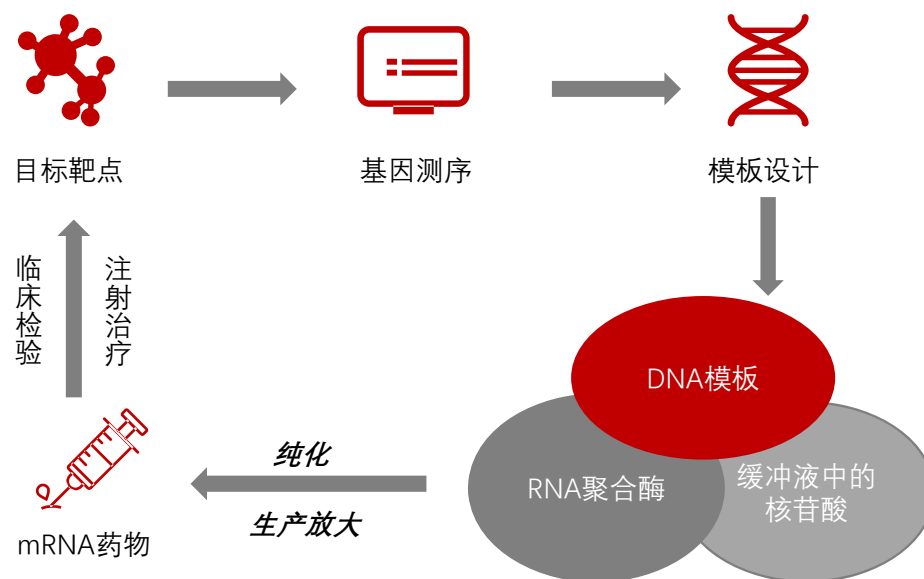 目标靶点
基因测序
模板设计
临床检验
注射治疗
DNA模板
RNA聚合酶
缓冲液中的
核苷酸
纯化
生产放大
mRNA药物